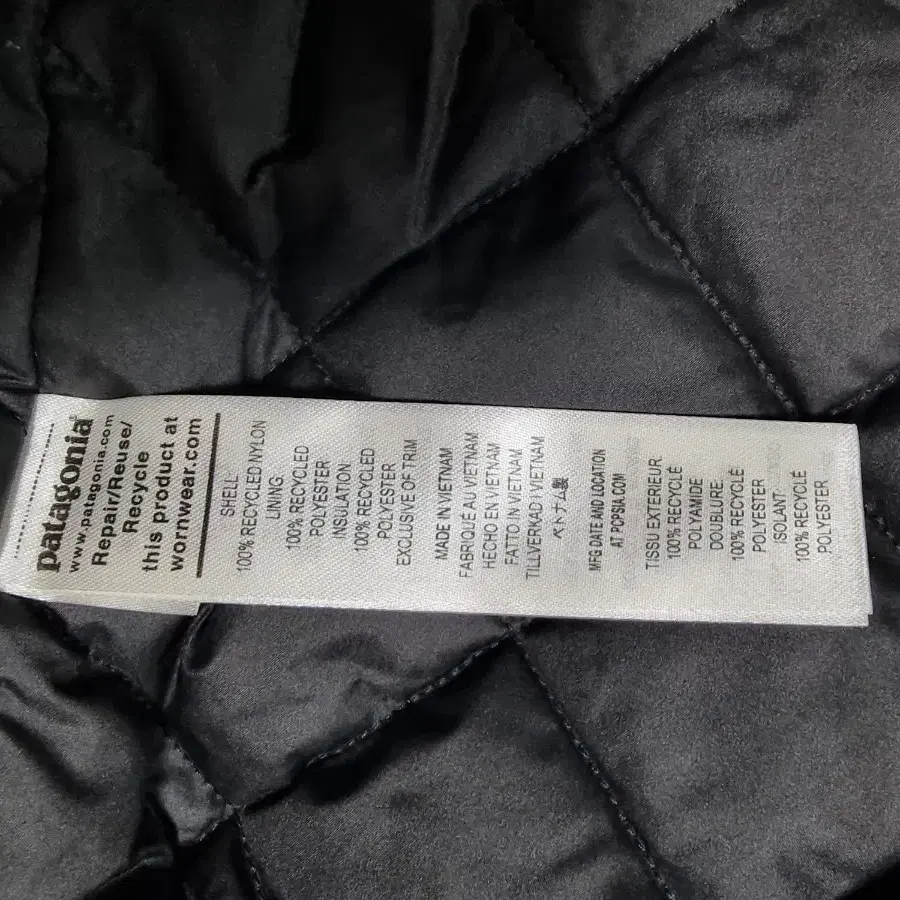 patagonia®
www.patagonia.com
Repair/Reuse/
Recycle
this product at
wornwear.com
SHELL
100% RECYCLED NYLON
LINING
100% RECYCLED
POLYESTER
INSULATION
100% RECYCLED
POLYESTER
EXCLUSIVE OF TRIM
MADE IN VIETNAM
FABRIQUÉ AU VIETNAM
HECHO EN VIETNAM
FATTO IN VIETNAM
TILLVERKAD I VIETNAM
ベトナム製
MFG DATE AND LOCATION
AT PCPSIA.COM
TISSU EXTERIEUR
100% RECYCLÉ
POLYAMIDE
DOUBLURE
100% RECYCLÉ
POLYESTER
ISOLANT
100% RECYCLÉ
POLYESTER